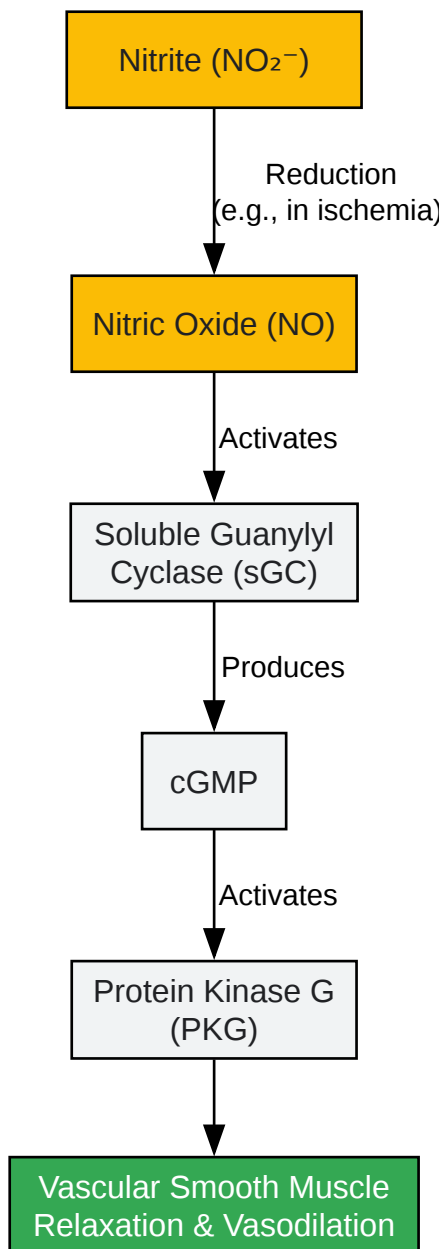 Nitrite (NO₂⁻)
Reduction
(e.g., in ischemia)
Nitric Oxide (NO)
Activates
Soluble Guanylyl
Cyclase (sGC)
Produces
cGMP
Activates
Protein Kinase G
(PKG)
Vascular Smooth Muscle
Relaxation & Vasodilation